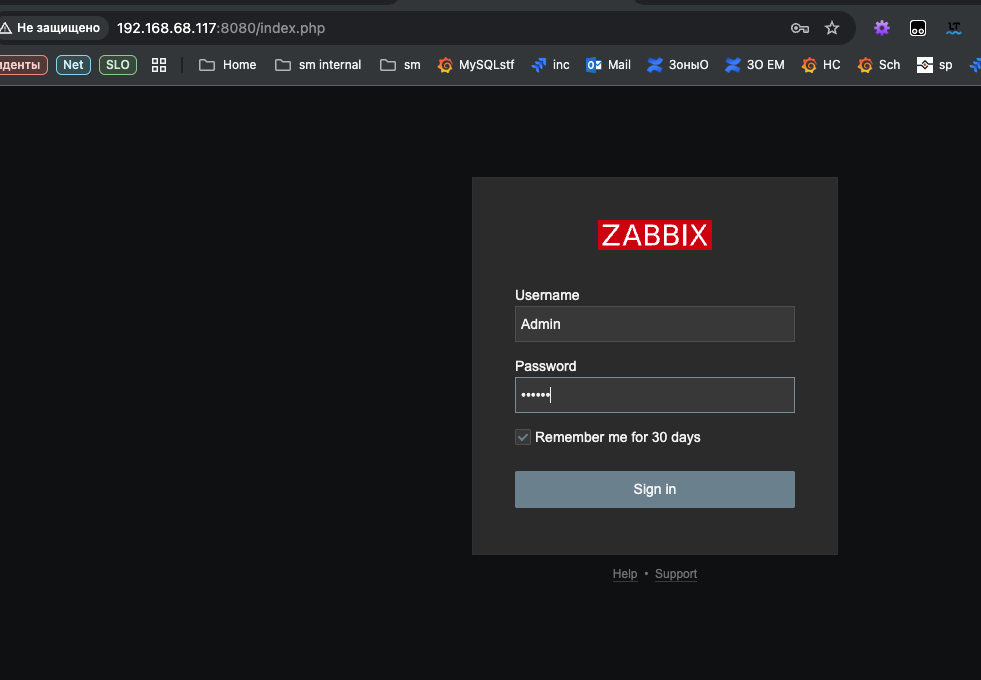 Не защищено 192.168.68.117:8080/index.php
Net SLO Home sm internal sm MySQLstf inc Mail ЗоныО ЗО ЕМ НС Sch sp
ZABBIX
Username
Admin
Password
••••••
Remember me for 30 days
Sign in
Help • Support